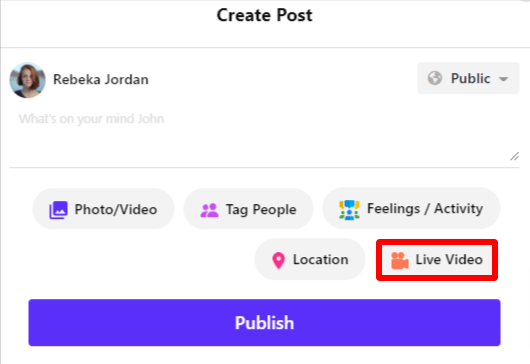 Create Post
Rebeka Jordan
Public
What's on your mind John
Photo/Video
Tag People
Feelings / Activity
Location
Live Video
Publish